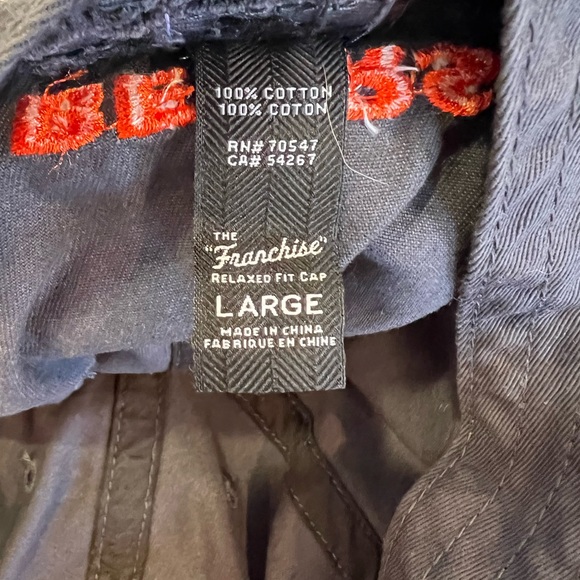 100% COTTON
100% COTON
RN# 70547
CA# 54267
THE
"Franchise"
RELAXED FIT CAP
LARGE
MADE IN CHINA
FABRIQUE EN CHINE